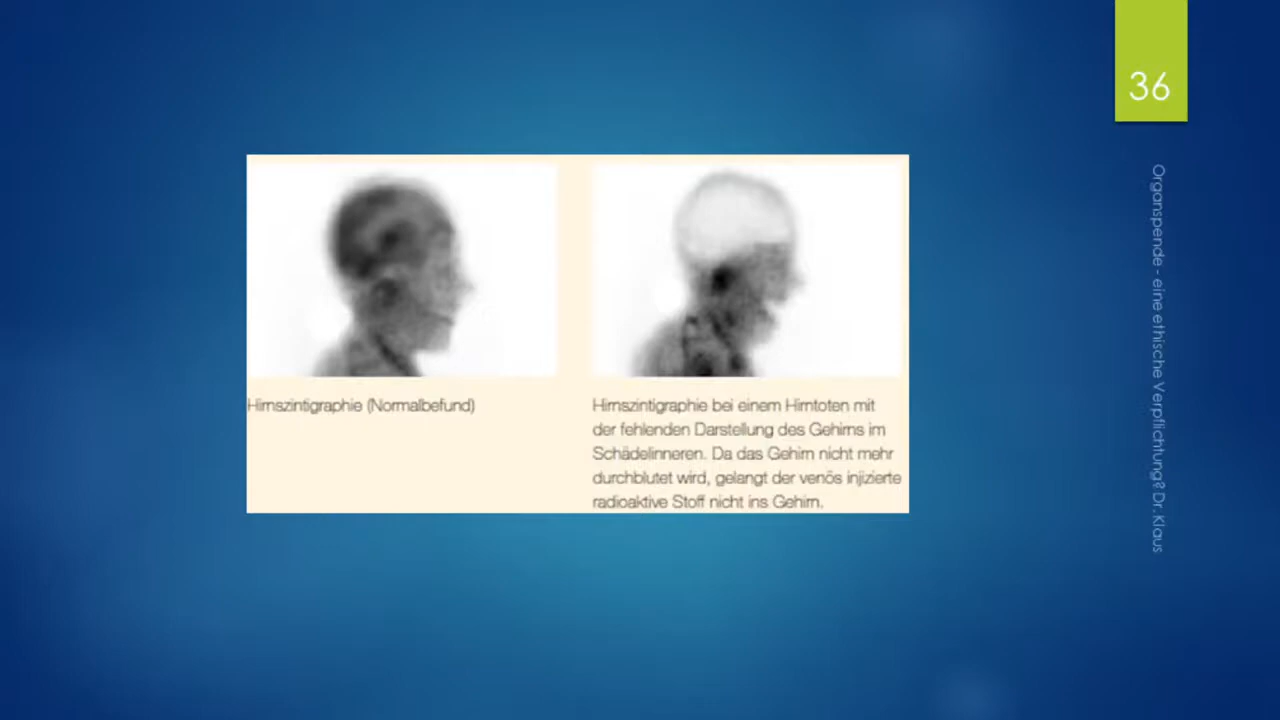 36
Organspende - eine ethische Verpflichtung? Dr. Klaus
Hirnszintigraphie (Normalbefund)
Hirnszintigraphie bei einem Hirntoten mit
der fehlenden Darstellung des Gehirns im
Schädelinneren. Da das Gehirn nicht mehr
durchblutet wird, gelangt der venös injizierte
radioaktive Stoff nicht ins Gehirn.